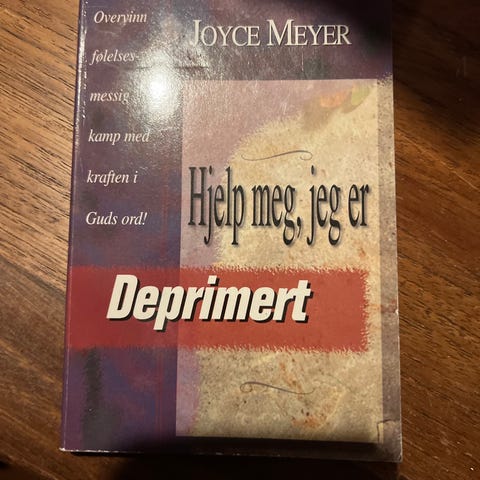 Overvinn
følelses-
messig
kamp med
kraften i
Guds ord!
JOYCE MEYER
Hjelp meg, jeg er
Deprimert